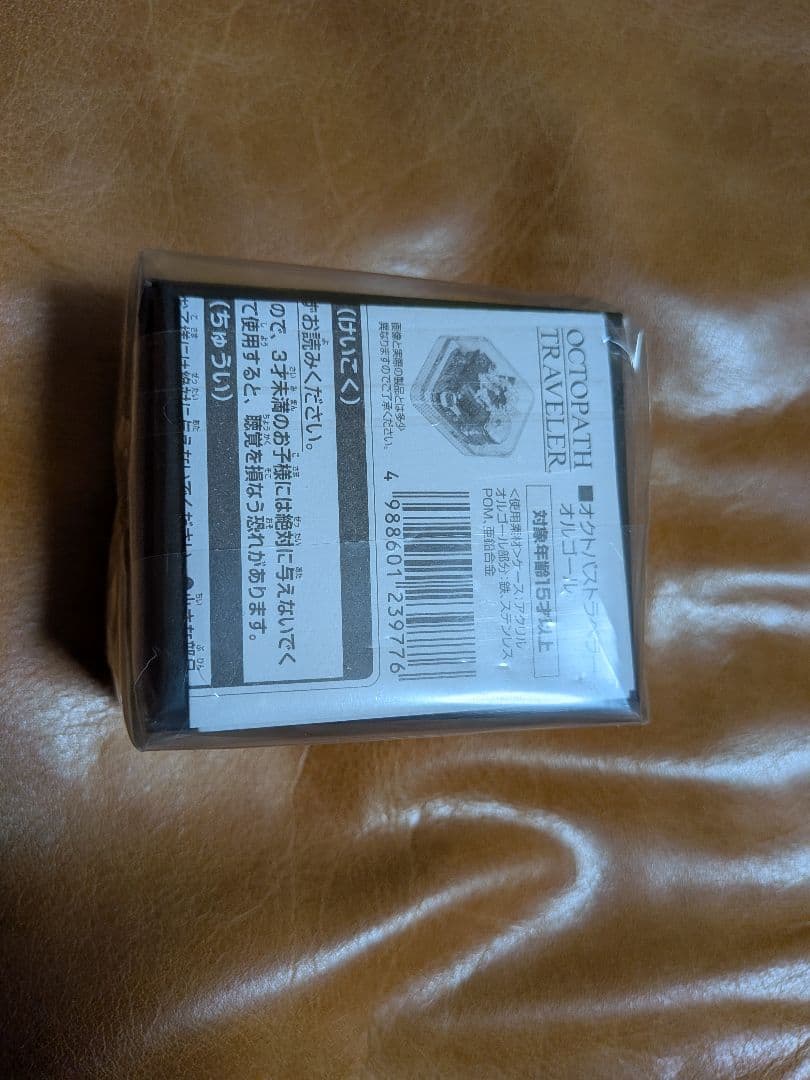 OCTOPATH
TRAVELER
■オクトパストラベラー
オルゴール
対象年齢15才以上
<使用素材>ケース:アクリル
オルゴール部分:鉄、ステンレス
POM、亜鉛合金
画像と実際の製品とは多少
異なりますのでご了承ください。
4 988601 239776
(けいこく)
ずお読みください。
ので、3才未満のお子様には絶対に与えないでく
で使用すると、聴覚を損なう恐れがあります。
(ちゅうい)